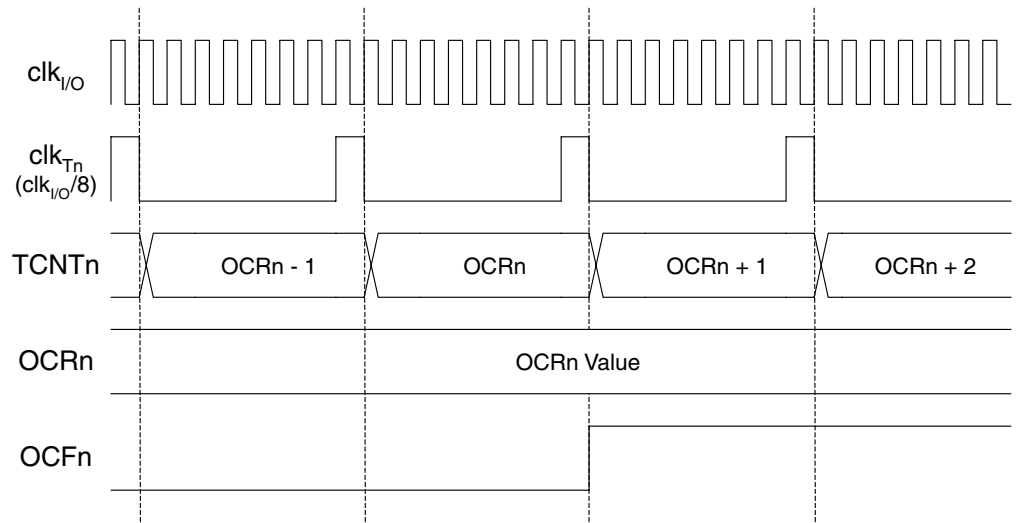 clkI/O
clkTn
(clkI/O/8)
TCNTn
OCRn - 1
OCRn
OCRn + 1
OCRn + 2
OCRn
OCRn Value
OCFn